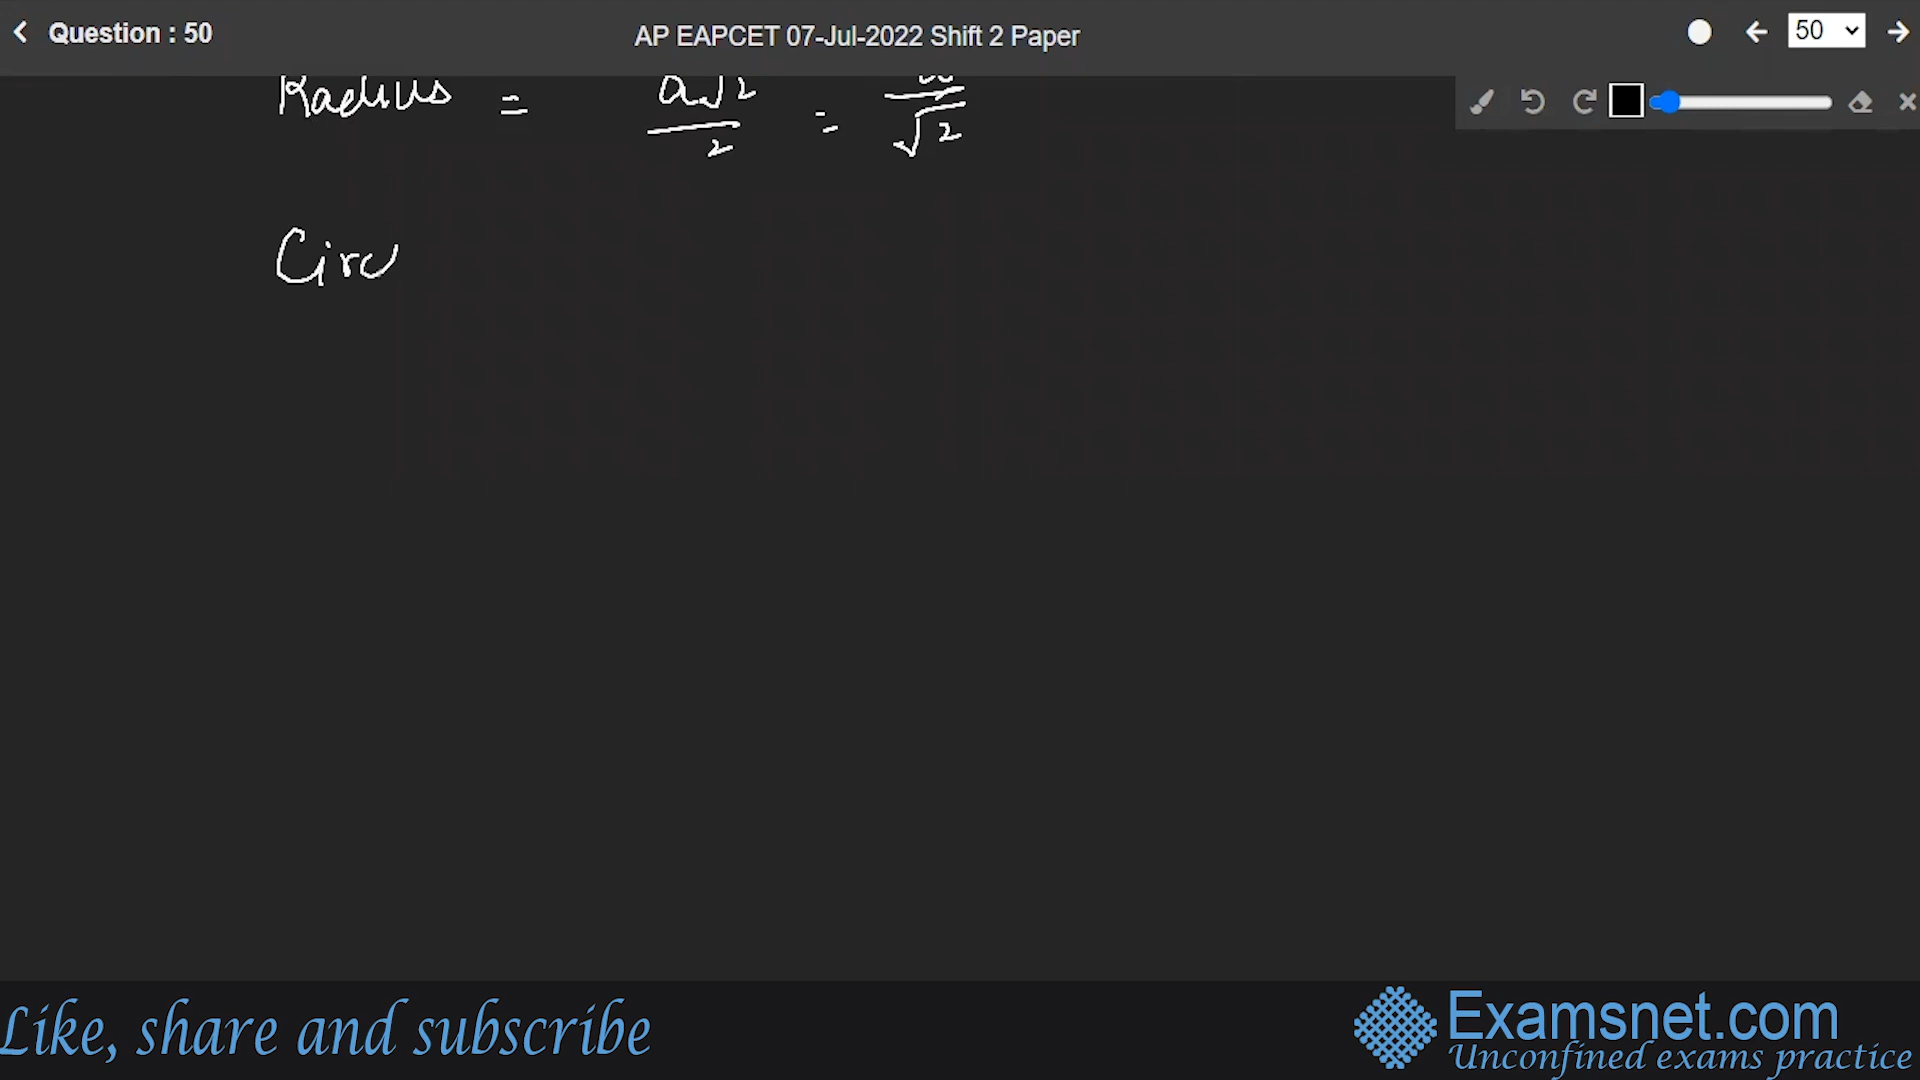 Question : 50
AP EAPCET 07-Jul-2022 Shift 2 Paper
50
Radius = a√2 / 2 = a / √2
Circ
Like, share and subscribe
Examsnet.com
Unconfined exams practice